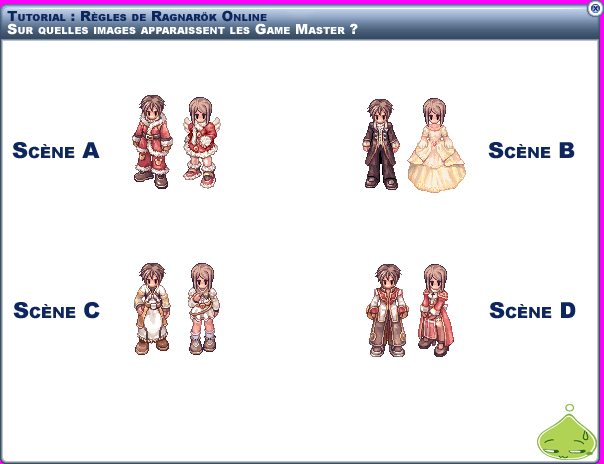 Tutorial : Règles de Ragnarök Online
Sur quelles images apparaissent les Game Master ?
Scène A
Scène B
Scène C
Scène D